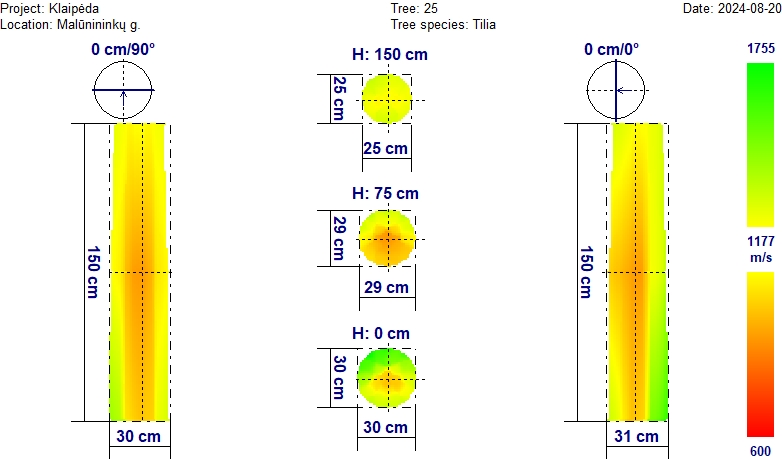 Project: Klaipėda Tree: 25 Date: 2024-08-20
Location: Malūnininkų g. Tree species: Tilia
0 cm/90° H: 150 cm 0 cm/0° 1755
25 cm
25 cm
H: 75 cm
29 cm
29 cm
150 cm
150 cm
1177
m/s
H: 0 cm
30 cm
30 cm
30 cm
31 cm
600